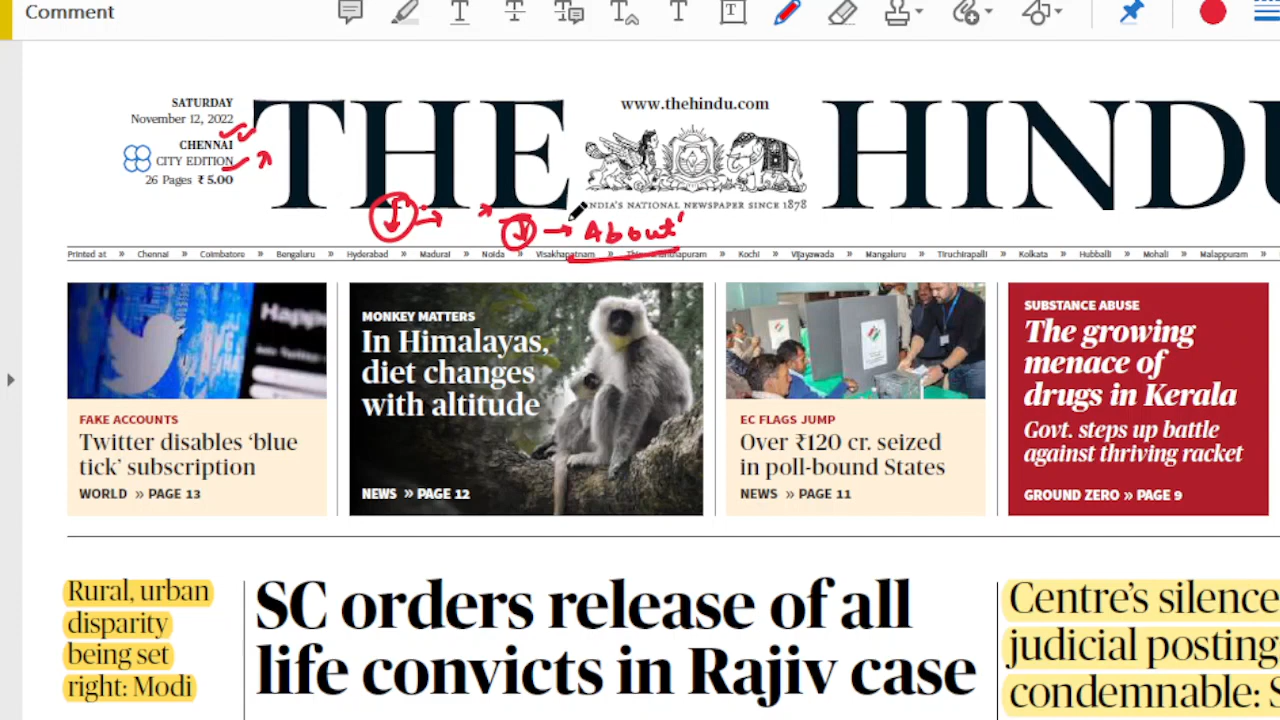 Comment
SATURDAY
November 12, 2022
CHENNAI
CITY EDITION
26 Pages ₹ 5.00
THE HINDU
www.thehindu.com
INDIA'S NATIONAL NEWSPAPER SINCE 1878
About
Printed at » Chennai » Coimbatore » Bengaluru » Hyderabad » Madurai » Noida » Visakhapatnam » » Kochi » Vijayawada » Mangaluru » Tiruchirapalli » Kolkata » Hubballi » Mohali » Malappuram »
FAKE ACCOUNTS
Twitter disables ‘blue
tick’ subscription
WORLD » PAGE 13
MONKEY MATTERS
In Himalayas,
diet changes
with altitude
NEWS » PAGE 12
EC FLAGS JUMP
Over ₹120 cr. seized
in poll-bound States
NEWS » PAGE 11
SUBSTANCE ABUSE
The growing
menace of
drugs in Kerala
Govt. steps up battle
against thriving racket
GROUND ZERO » PAGE 9
Rural, urban
disparity
being set
right: Modi
SC orders release of all
life convicts in Rajiv case
Centre’s silence
judicial posting
condemnable: S